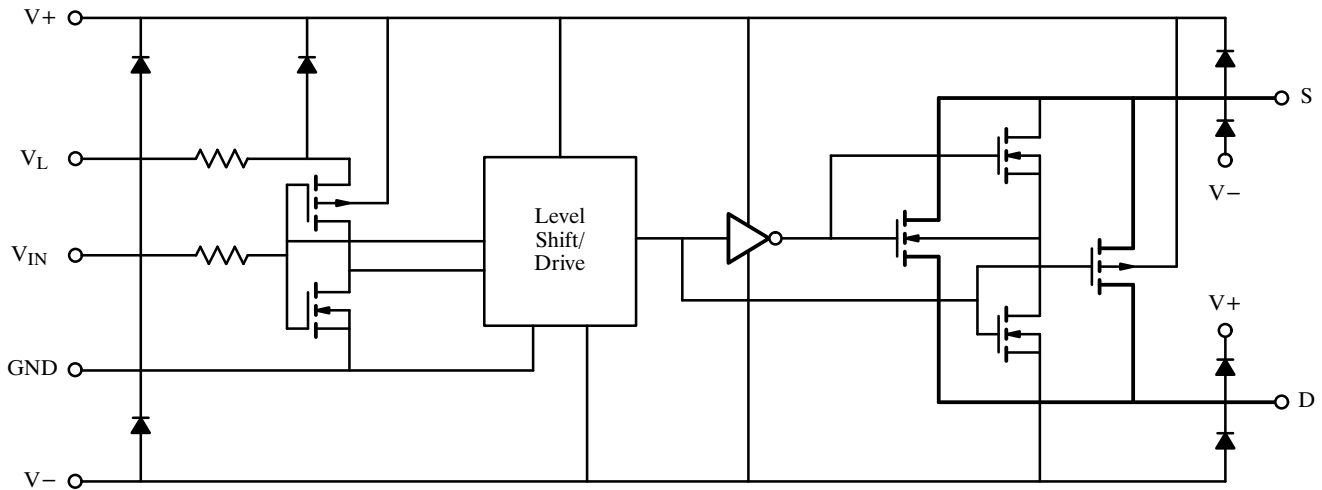 V+
S
VL
V−
VIN
Level
Shift/
Drive
V+
GND
D
V−